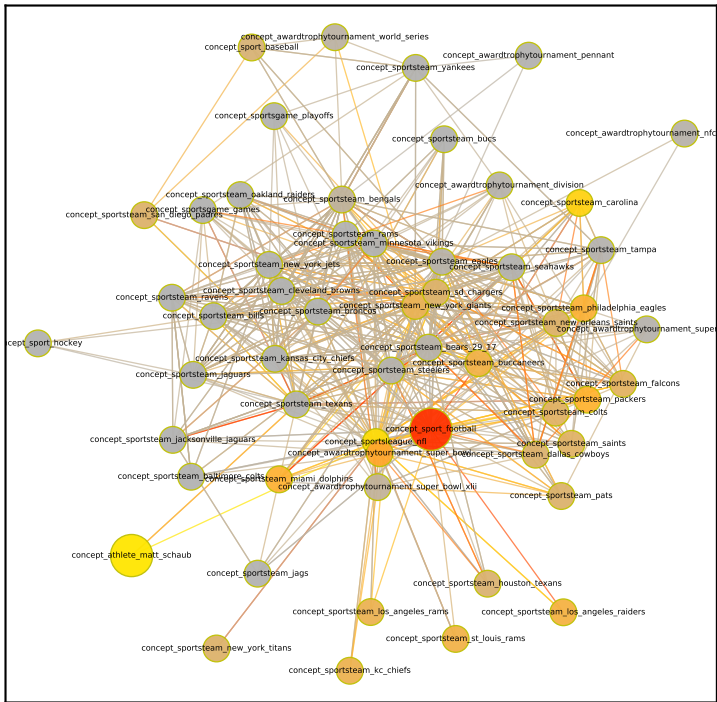 concept_awardtrophytournament_world_series
concept_sport_baseball
concept_awardtrophytournament_pennant
concept_sportsteam_yankees
concept_sportsgame_playoffs
concept_awardtrophytournament_nfc
concept_sportsteam_bucs
concept_awardtrophytournament_division
concept_sportsteam_oakland_raiders
concept_sportsteam_bengals
concept_sportsteam_carolina
concept_sportsgame_games
concept_sportsteam_san_diego_padres
concept_sportsteam_rams
concept_sportsteam_minnesota_vikings
concept_sportsteam_tampa
concept_sportsteam_eagles
concept_sportsteam_new_york_jets
concept_sportsteam_seahawks
concept_sportsteam_cleveland_browns
concept_sportsteam_sd_chargers
concept_sportsteam_ravens
concept_sportsteam_new_york_giants
concept_sportsteam_philadelphia_eagles
concept_sportsteam_broncos
concept_sportsteam_bills
concept_sportsteam_new_orleans_saints
concept_awardtrophytournament_super
cept_sport_hockey
concept_sportsteam_bears_29_17
concept_sportsteam_kansas_city_chiefs
concept_sportsteam_buccaneers
concept_sportsteam_steelers
concept_sportsteam_jaguars
concept_sportsteam_falcons
concept_sportsteam_packers
concept_sportsteam_texans
concept_sportsteam_colts
concept_sport_football
concept_sportsteam_jacksonville_jaguars
concept_sportsleague_nfl
concept_sportsteam_saints
concept_awardtrophytournament_super_bowl
concept_sportsteam_dallas_cowboys
concept_sportsteam_baltimore_colts
concept_sportsteam_miami_dolphins
concept_awardtrophytournament_super_bowl_xlii
concept_sportsteam_pats
concept_athlete_matt_schaub
concept_sportsteam_jags
concept_sportsteam_houston_texans
concept_sportsteam_los_angeles_rams
concept_sportsteam_los_angeles_raiders
concept_sportsteam_st_louis_rams
concept_sportsteam_new_york_titans
concept_sportsteam_kc_chiefs